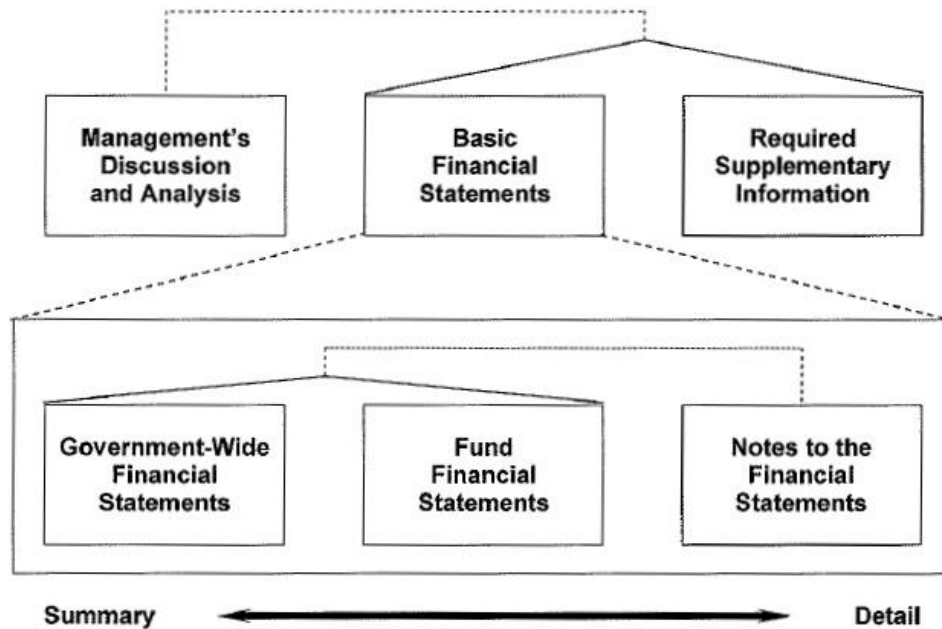 Management's
Discussion
and Analysis
Basic
Financial
Statements
Required
Supplementary
Information
Government-Wide
Financial
Statements
Fund
Financial
Statements
Notes to the
Financial
Statements
Summary
Detail